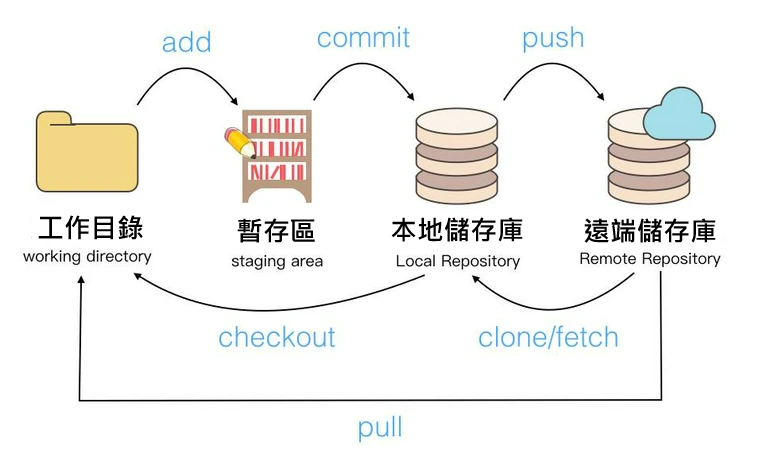 add
commit
push
工作目錄
working directory
暫存區
staging area
本地儲存庫
Local Repository
遠端儲存庫
Remote Repository
checkout
clone/fetch
pull